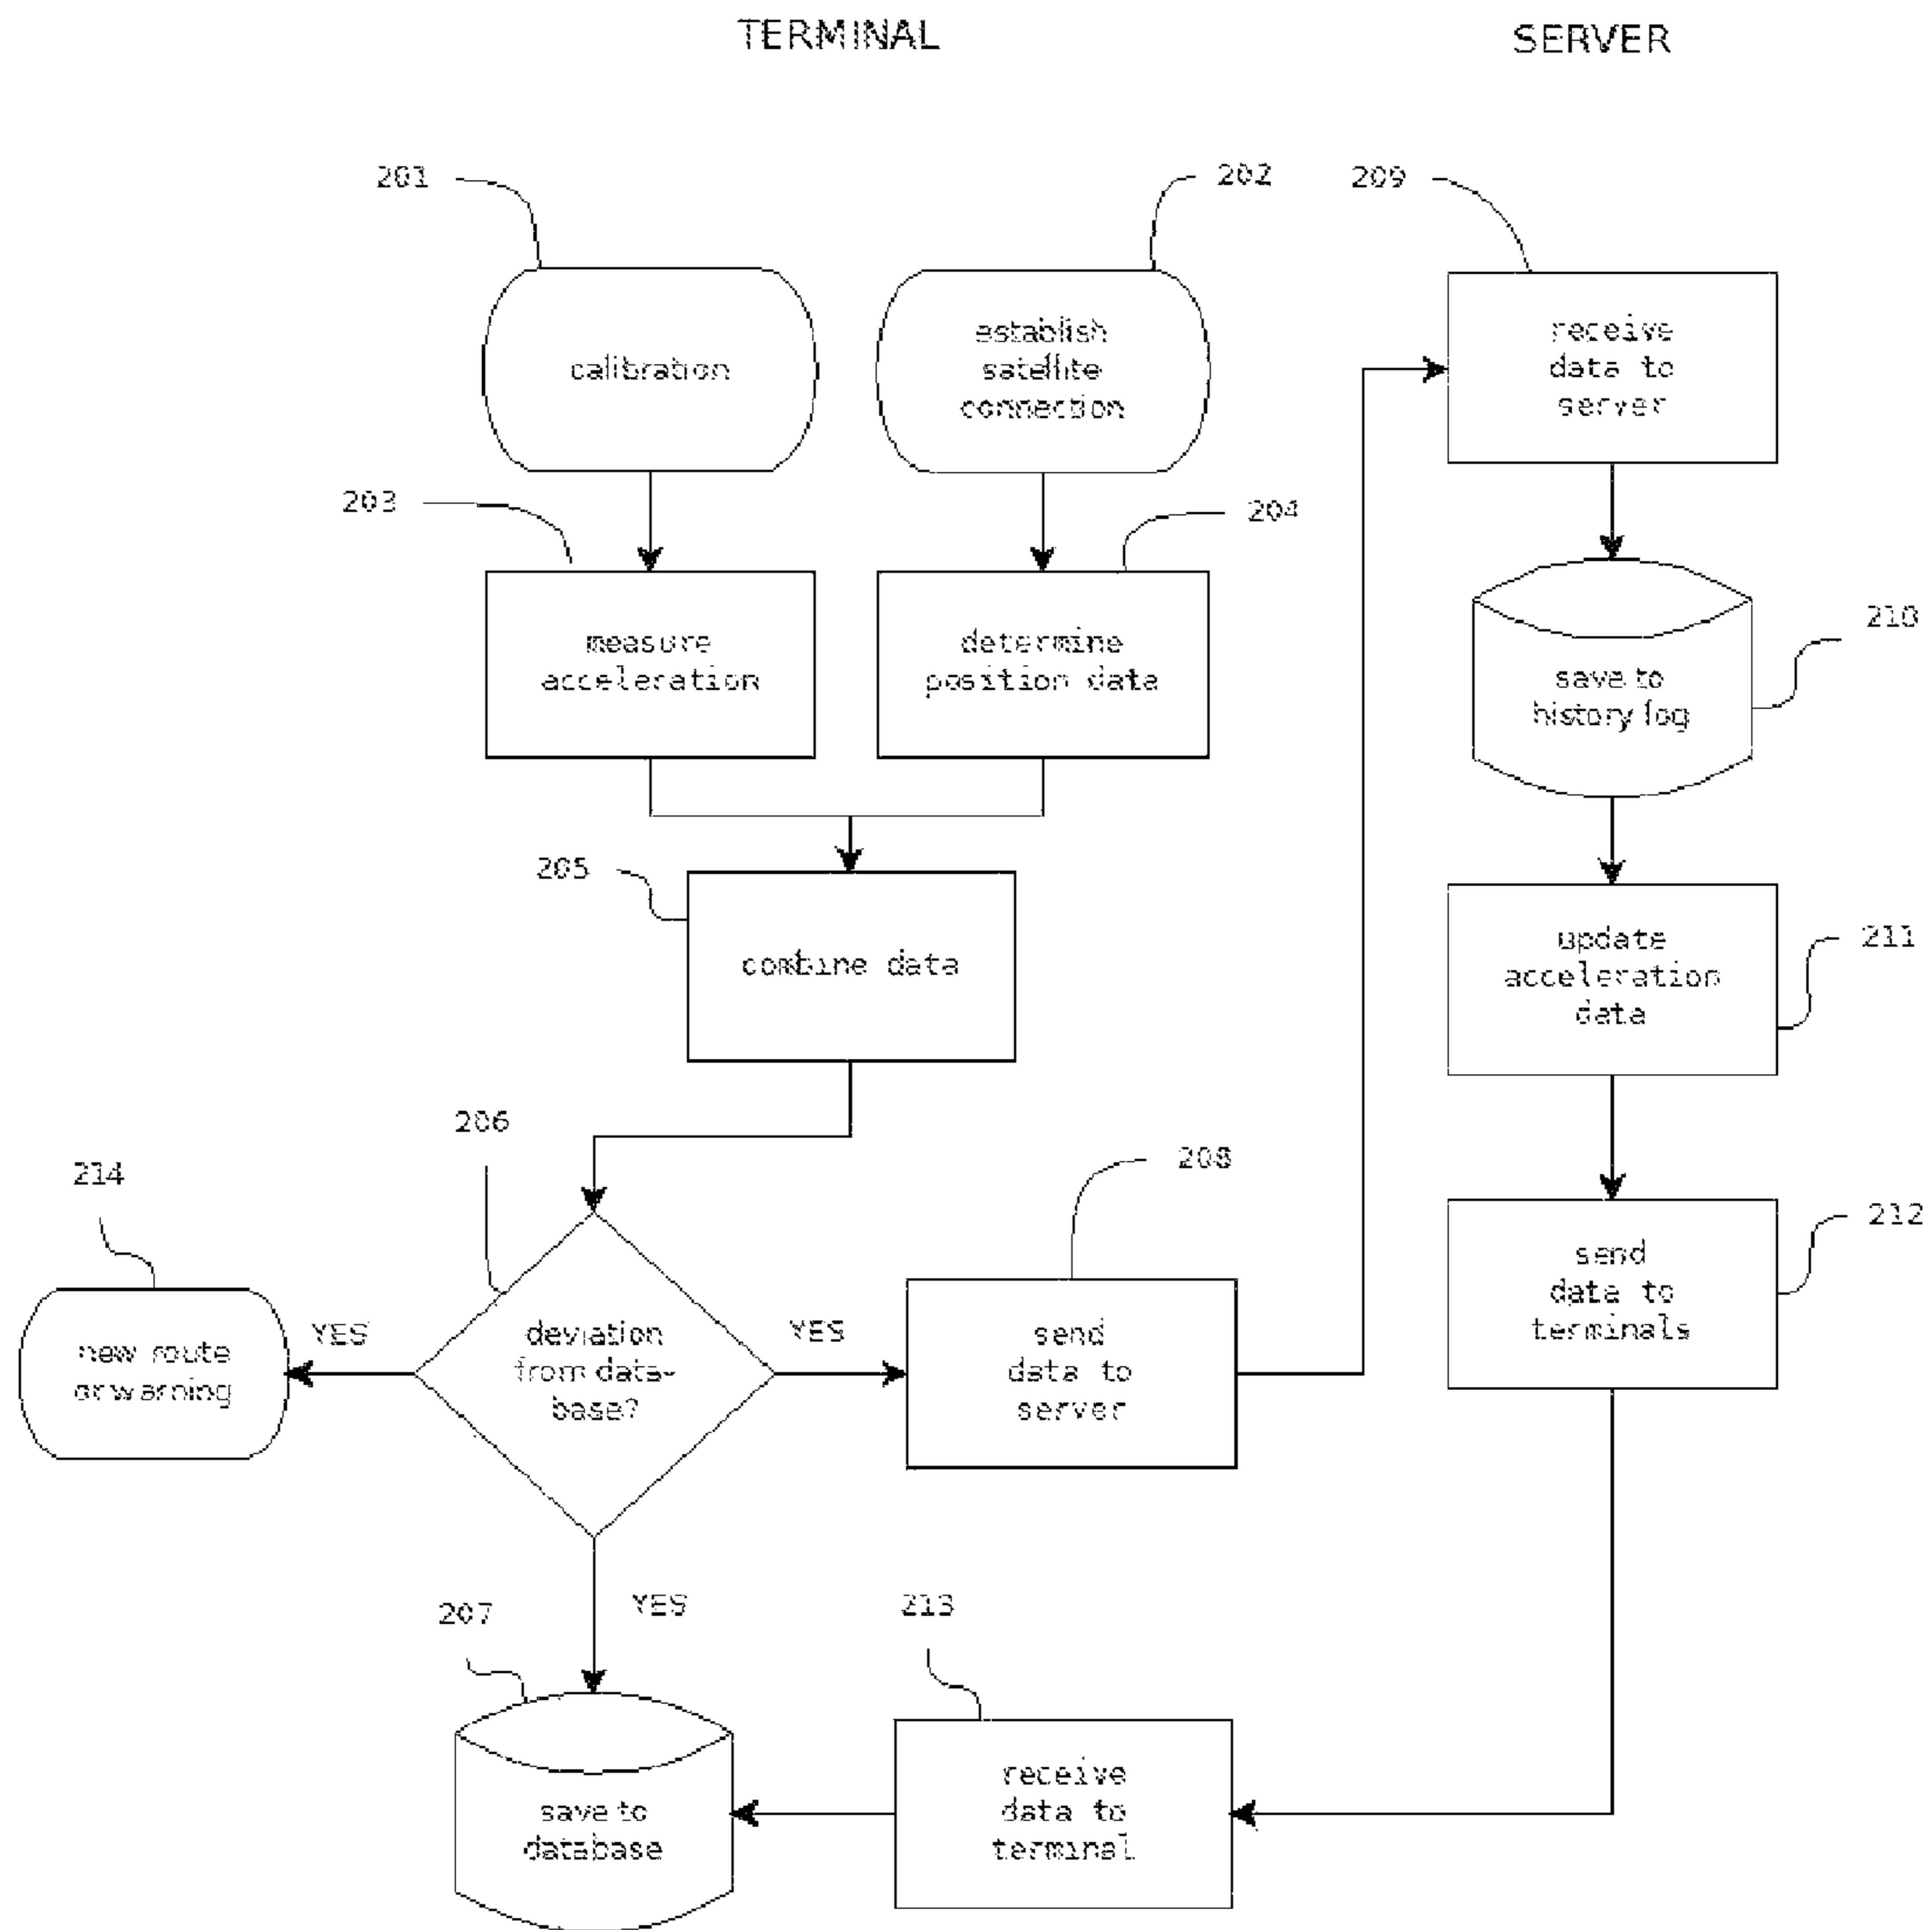 TERMINAL
SERVER
201
202
209
calibration
establish
satellite
connection
receive
data to
server
203
204
measure
acceleration
determine
position data
210
save to
history log
205
combine data
update
acceleration
data
211
206
208
214
212
send
data to
terminals
new route
or warning
YES
deviation
from data-
base?
YES
send
data to
server
YES
207
213
save to
database
receive
data to
terminal